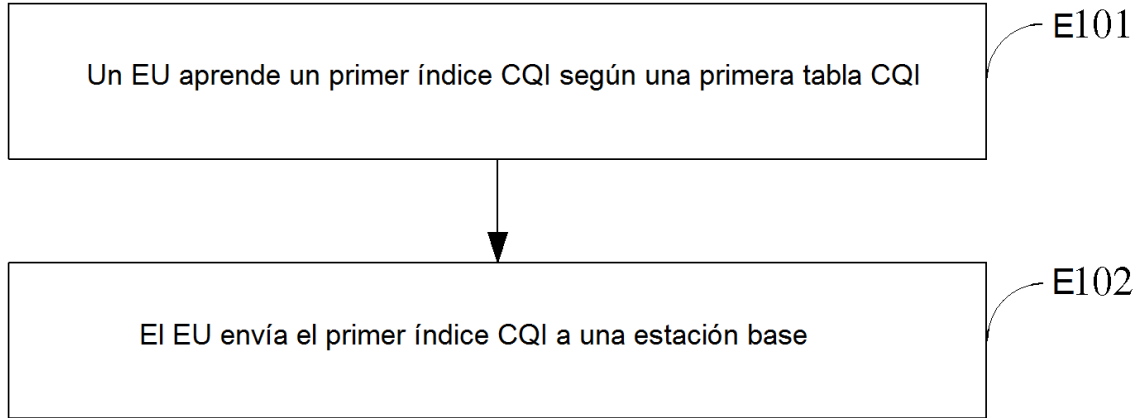 E101
Un EU aprende un primer índice CQI según una primera tabla CQI
E102
El EU envía el primer índice CQI a una estación base